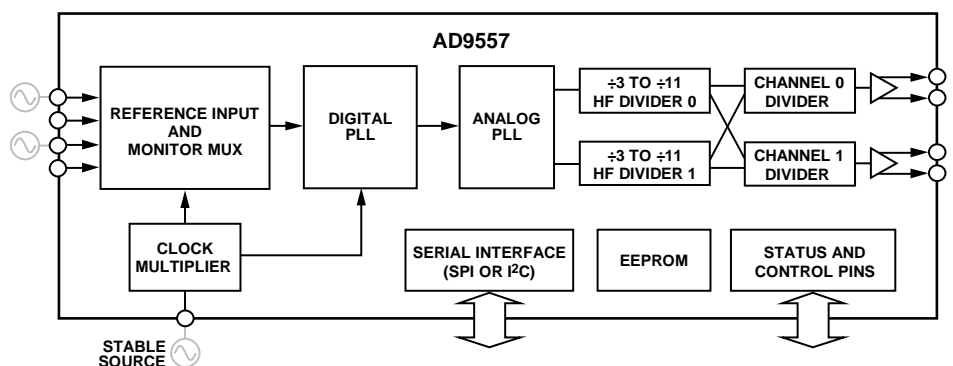 AD9557
REFERENCE INPUT
AND
MONITOR MUX
DIGITAL
PLL
ANALOG
PLL
÷3 TO ÷11
HF DIVIDER 0
CHANNEL 0
DIVIDER
÷3 TO ÷11
HF DIVIDER 1
CHANNEL 1
DIVIDER
CLOCK
MULTIPLIER
SERIAL INTERFACE
(SPI OR I²C)
EEPROM
STATUS AND
CONTROL PINS
STABLE
SOURCE